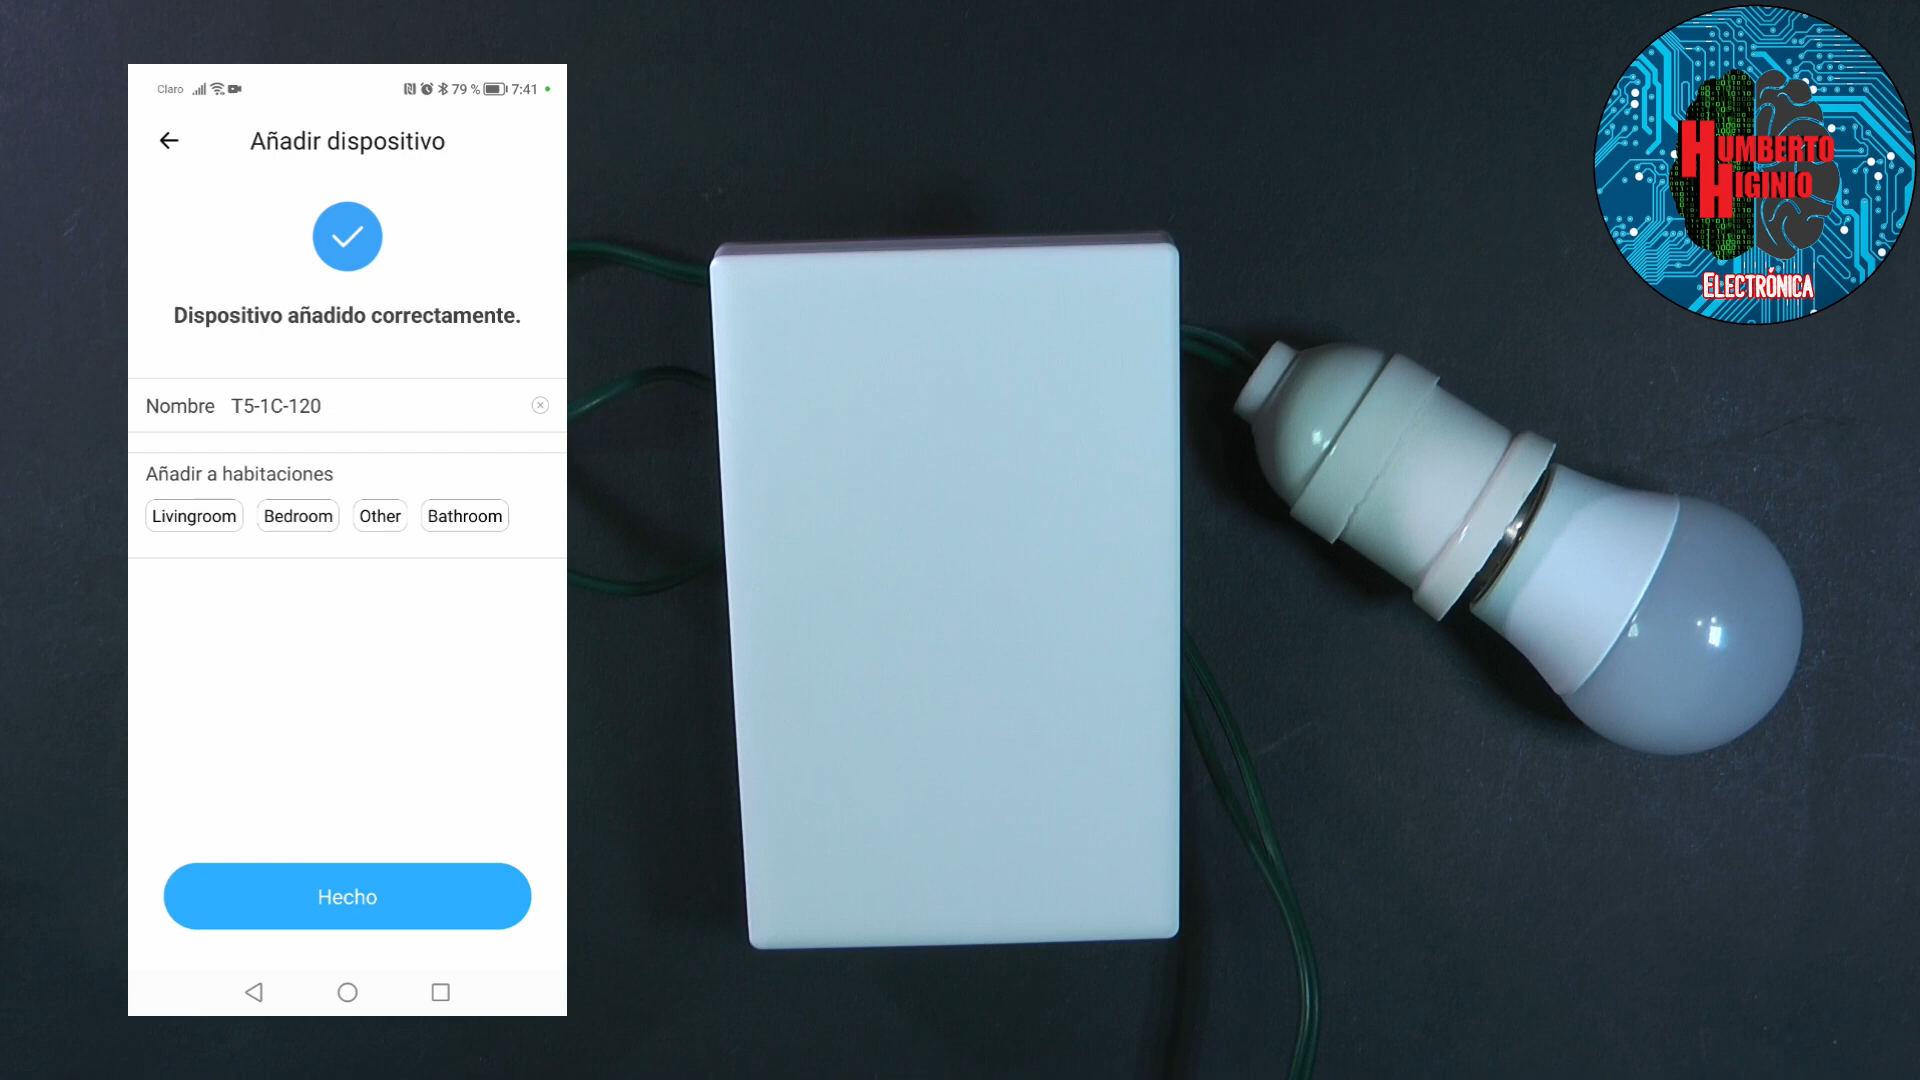 Claro 79 % 7:41
Añadir dispositivo
Dispositivo añadido correctamente.
Nombre T5-1C-120
Añadir a habitaciones
Livingroom Bedroom Other Bathroom
Hecho
HUMBERTO
HIGINIO
ELECTRÓNICA